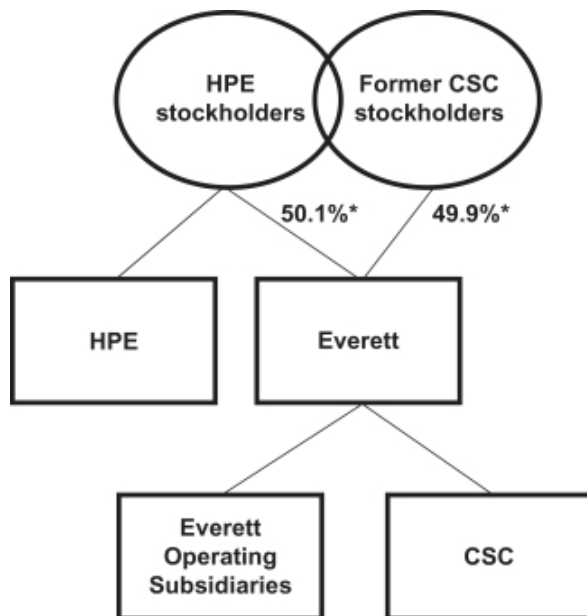 HPE
stockholders
Former CSC
stockholders
50.1%*
49.9%*
HPE
Everett
Everett
Operating
Subsidiaries
CSC